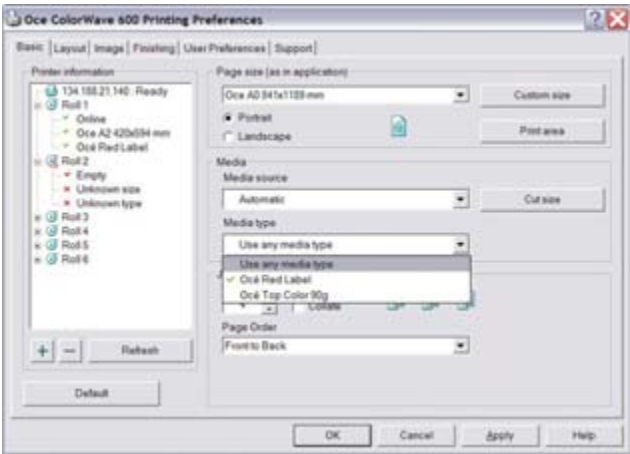 Oce ColorWave 600 Printing Preferences
Basic Layout Image Finishing User Preferences Support
Printer information
134.188.21.140 Ready
Roll 1
Online
Oce A2 420x594 mm
Océ Red Label
Roll 2
Empty
Unknown size
Unknown type
Roll 3
Roll 4
Roll 5
Roll 6
+ − Refresh
Default
Page size (as in application)
Oce A0 841x1189 mm
Custom size
Portrait
Landscape
Print area
Media
Media source
Automatic
Cut size
Media type
Use any media type
Use any media type
Océ Red Label
Océ Top Color 90g
Collate
Page Order
Front to Back
OK Cancel Apply Help